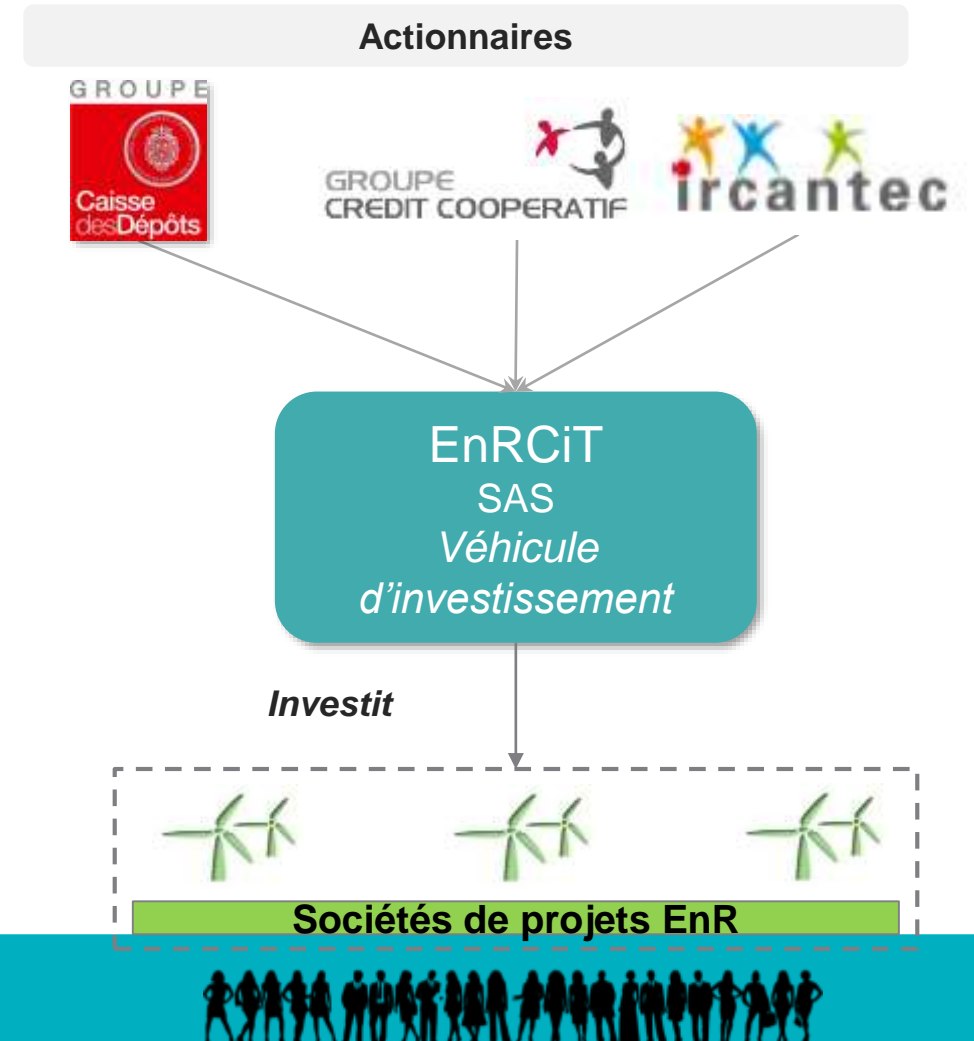 Actionnaires
GROUPE
Caisse
desDépôts
GROUPE
CREDIT COOPERATIF
ircantec
EnRCiT
SAS
Véhicule
d’investissement
Investit
Sociétés de projets EnR